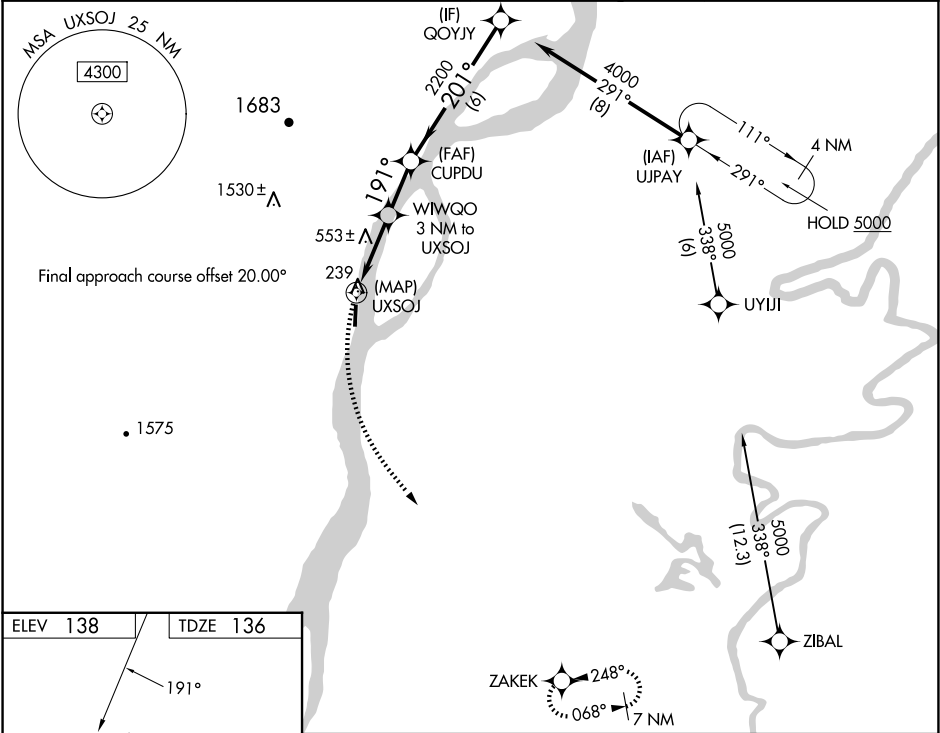 MSA UXSOJ 25 NM
4300
(IF)
QOYJY
2200
201°
(6)
4000
291°
(8)
1683
1530 ±
(FAF)
CUPDU
191°
WIWQO
3 NM to
UXSOJ
553 ±
239
(MAP)
UXSOJ
Final approach course offset 20.00°
(IAF)
UJPAY
111°
291°
4 NM
HOLD 5000
5000
338°
(6)
UYIJI
1575
5000
338°
(12.3)
ZIBAL
ZAKEK
248°
068°
7 NM
ELEV 138
TDZE 136
191°